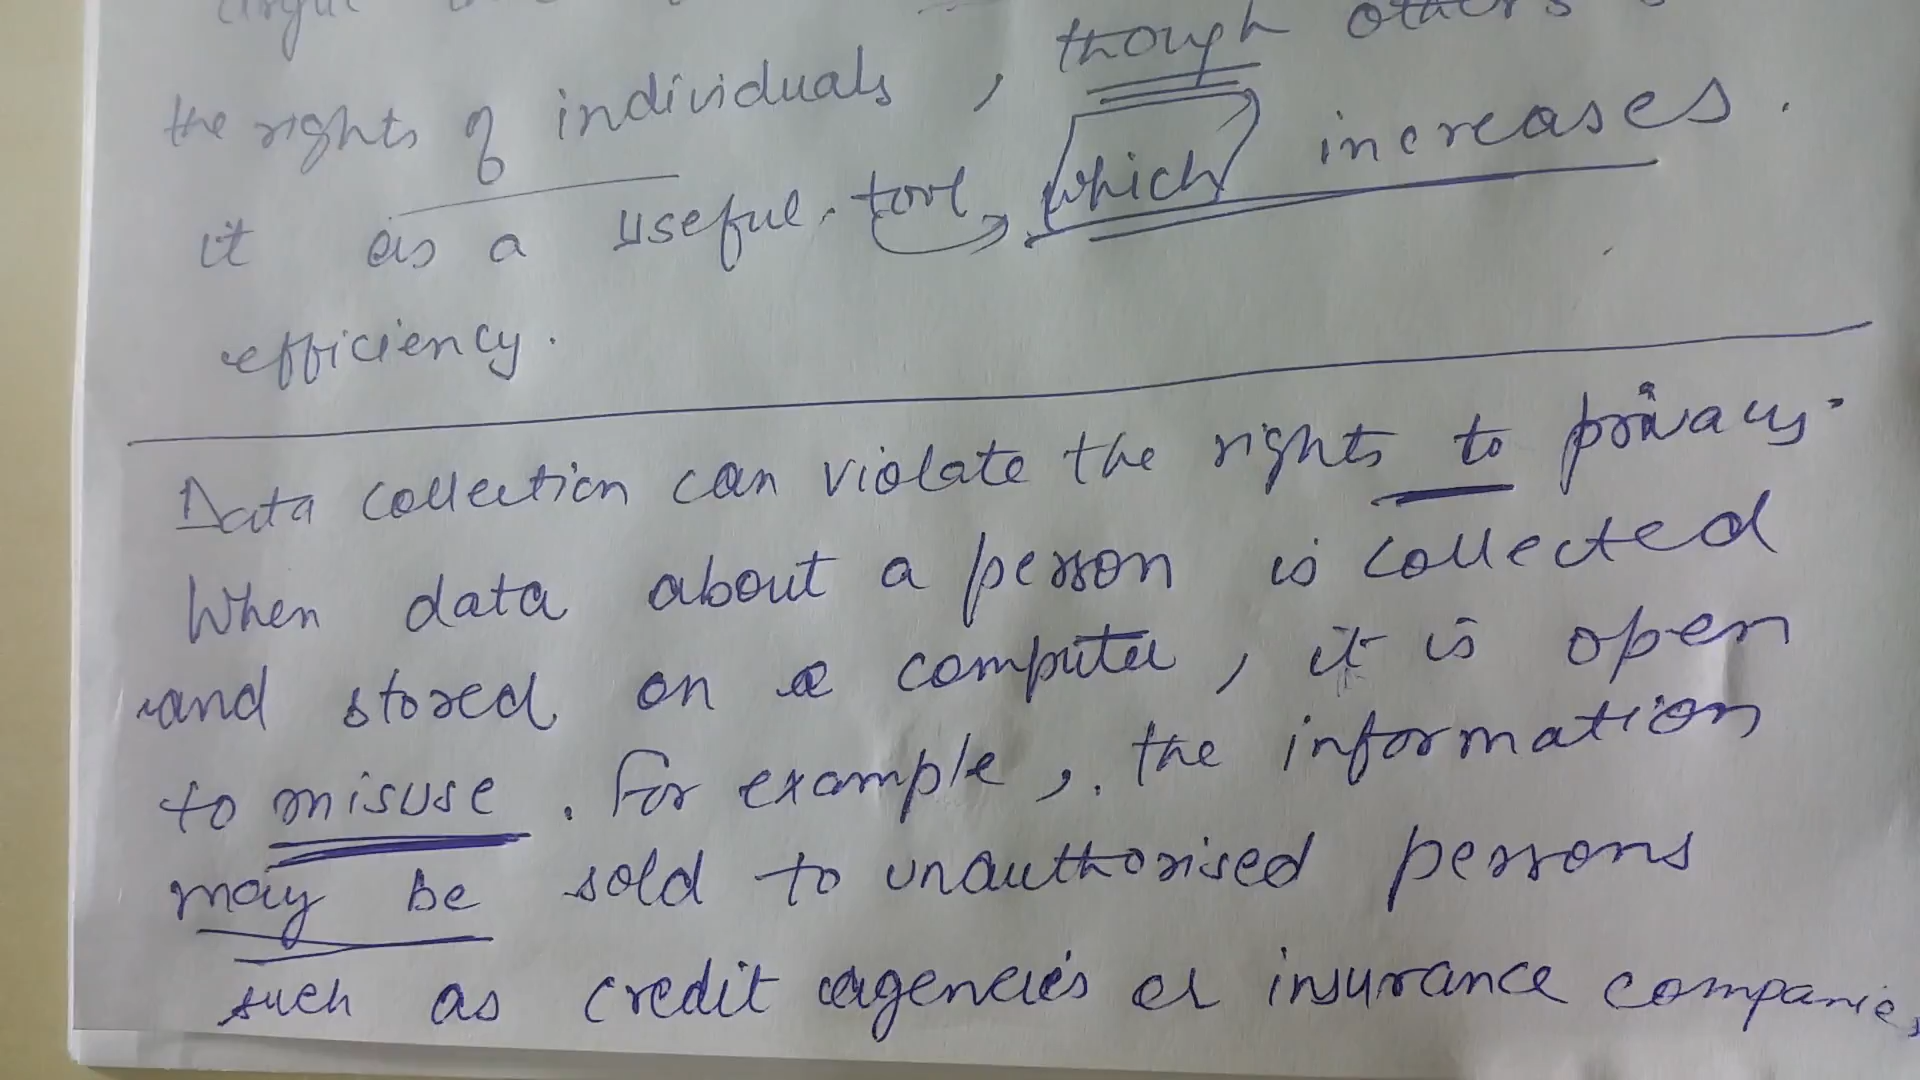 the rights of individuals, though others
it as a useful tool which increases.
efficiency.
Data collection can violate the rights to privacy.
When data about a person is collected
and stored on a computer, it is open
to misuse. For example, the information
may be sold to unauthorised persons
such as credit agencies or insurance companies